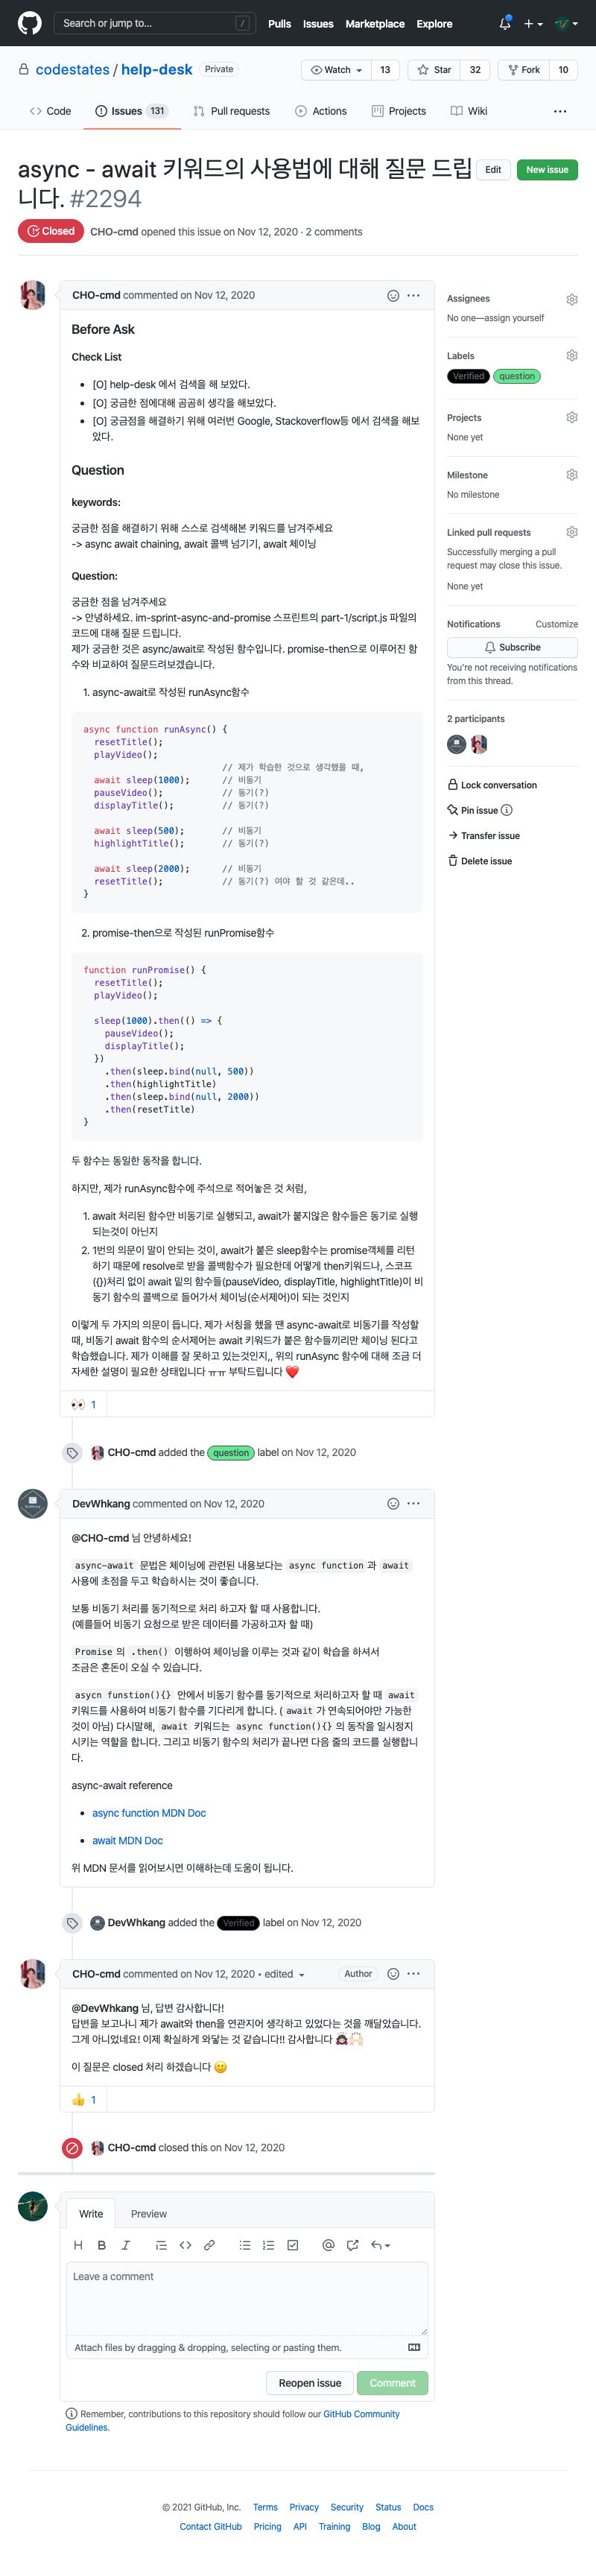 Search or jump to... /
Pulls Issues Marketplace Explore
codestates / help-desk Private
Watch 13 Star 32 Fork 10
Code Issues 131 Pull requests Actions Projects Wiki
async - await 키워드의 사용법에 대해 질문 드립
니다. #2294
Edit New issue
Closed CHO-cmd opened this issue on Nov 12, 2020 · 2 comments
CHO-cmd commented on Nov 12, 2020
Before Ask
Check List
• [O] help-desk 에서 검색을 해 보았다.
• [O] 궁금한 점에대해 곰곰히 생각을 해보았다.
• [O] 궁금점을 해결하기 위해 여러번 Google, Stackoverflow등 에서 검색을 해보
았다.
Question
keywords:
궁금한 점을 해결하기 위해 스스로 검색해본 키워드를 남겨주세요
-> async await chaining, await 콜백 넘기기, await 체이닝
Question:
궁금한 점을 남겨주세요
-> 안녕하세요. im-sprint-async-and-promise 스프린트의 part-1/script.js 파일의
코드에 대해 질문 드립니다.
제가 궁금한 것은 async/await로 작성된 함수입니다. promise-then으로 이루어진 함
수와 비교하여 질문드려보겠습니다.
1. async-await로 작성된 runAsync함수
async function runAsync() {
resetTitle();
playVideo();
// 제가 학습한 것으로 생각했을 때,
await sleep(1000); // 비동기
pauseVideo(); // 동기(?)
displayTitle(); // 동기(?)
await sleep(500); // 비동기
highlightTitle(); // 동기(?)
await sleep(2000); // 비동기
resetTitle(); // 동기(?) 여야 할 것 같은데..
}
2. promise-then으로 작성된 runPromise함수
function runPromise() {
resetTitle();
playVideo();
sleep(1000).then(() => {
pauseVideo();
displayTitle();
})
.then(sleep.bind(null, 500))
.then(highlightTitle)
.then(sleep.bind(null, 2000))
.then(resetTitle)
}
두 함수는 동일한 동작을 합니다.
하지만, 제가 runAsync함수에 주석으로 적어놓은 것 처럼,
1. await 처리된 함수만 비동기로 실행되고, await가 붙지않은 함수들은 동기로 실행
되는것이 아닌지
2. 1번의 의문이 말이 안되는 것이, await가 붙은 sleep함수는 promise객체를 리턴
하기 때문에 resolve로 받을 콜백함수가 필요한데 어떻게 then키워드나, 스코프
({})처리 없이 await 밑의 함수들(pauseVideo, displayTitle, highlightTitle)이 비
동기 함수의 콜백으로 들어가서 체이닝(순서제어)이 되는 것인지
이렇게 두 가지의 의문이 듭니다. 제가 서칭을 했을 땐 async-await로 비동기를 작성할
때, 비동기 await 함수의 순서제어는 await 키워드가 붙은 함수들끼리만 체이닝 된다고
학습했습니다. 제가 이해를 잘 못하고 있는것인지,, 위의 runAsync 함수에 대해 조금 더
자세한 설명이 필요한 상태입니다 ㅠㅠ 부탁드립니다 ❤️
👀 1
CHO-cmd added the question label on Nov 12, 2020
DevWhkang commented on Nov 12, 2020
@CHO-cmd 님 안녕하세요!
async-await 문법은 체이닝에 관련된 내용보다는 async function 과 await
사용에 초점을 두고 학습하시는 것이 좋습니다.
보통 비동기 처리를 동기적으로 처리 하고자 할 때 사용합니다.
(예를들어 비동기 요청으로 받은 데이터를 가공하고자 할 때)
Promise 의 .then() 이행하여 체이닝을 이루는 것과 같이 학습을 하셔서
조금은 혼돈이 오실 수 있습니다.
asycn funstion(){} 안에서 비동기 함수를 동기적으로 처리하고자 할 때 await
키워드를 사용하여 비동기 함수를 기다리게 합니다. ( await 가 연속되어야만 가능한
것이 아님) 다시말해, await 키워드는 async function(){} 의 동작을 일시정지
시키는 역할을 합니다. 그리고 비동기 함수의 처리가 끝나면 다음 줄의 코드를 실행합니
다.
async-await reference
• async function MDN Doc
• await MDN Doc
위 MDN 문서를 읽어보시면 이해하는데 도움이 됩니다.
DevWhkang added the Verified label on Nov 12, 2020
CHO-cmd commented on Nov 12, 2020 • edited Author
@DevWhkang 님, 답변 감사합니다!
답변을 보고나니 제가 await와 then을 연관지어 생각하고 있었다는 것을 깨달았습니다.
그게 아니었네요! 이제 확실하게 와닿는 것 같습니다!! 감사합니다 🙇🏻‍♀️🙌🏻
이 질문은 closed 처리 하겠습니다 🙂
👍 1
CHO-cmd closed this on Nov 12, 2020
Write Preview
Leave a comment
Attach files by dragging & dropping, selecting or pasting them.
Reopen issue Comment
Remember, contributions to this repository should follow our GitHub Community
Guidelines.
Assignees
No one—assign yourself
Labels
Verified question
Projects
None yet
Milestone
No milestone
Linked pull requests
Successfully merging a pull
request may close this issue.
None yet
Notifications Customize
Subscribe
You're not receiving notifications
from this thread.
2 participants
Lock conversation
Pin issue
Transfer issue
Delete issue
© 2021 GitHub, Inc. Terms Privacy Security Status Docs
Contact GitHub Pricing API Training Blog About